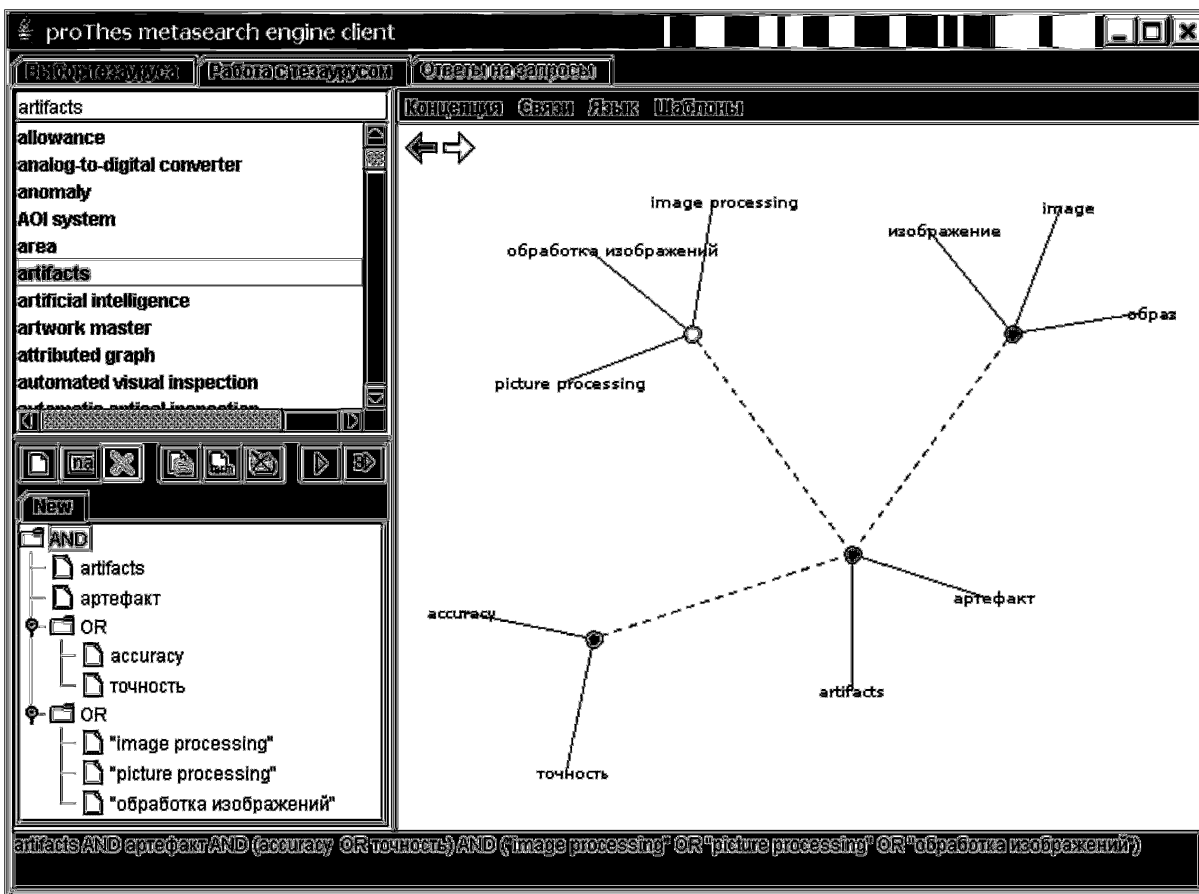 proThes metasearch engine client
Выбор тезауруса Работа с тезаурусом Ответы на запросы
artifacts
allowance
analog-to-digital converter
anomaly
AOI system
area
artifacts
artificial intelligence
artwork master
attributed graph
automated visual inspection
automatic optical inspection
New
AND
artifacts
артефакт
OR
accuracy
точность
OR
"image processing"
"picture processing"
"обработка изображений"
Концепция Связи Язык Шаблоны
image processing
обработка изображений
picture processing
image
изображение
образ
accuracy
точность
артефакт
artifacts
artifacts AND артефакт AND (accuracy OR точность) AND ("image processing" OR "picture processing" OR "обработка изображений")